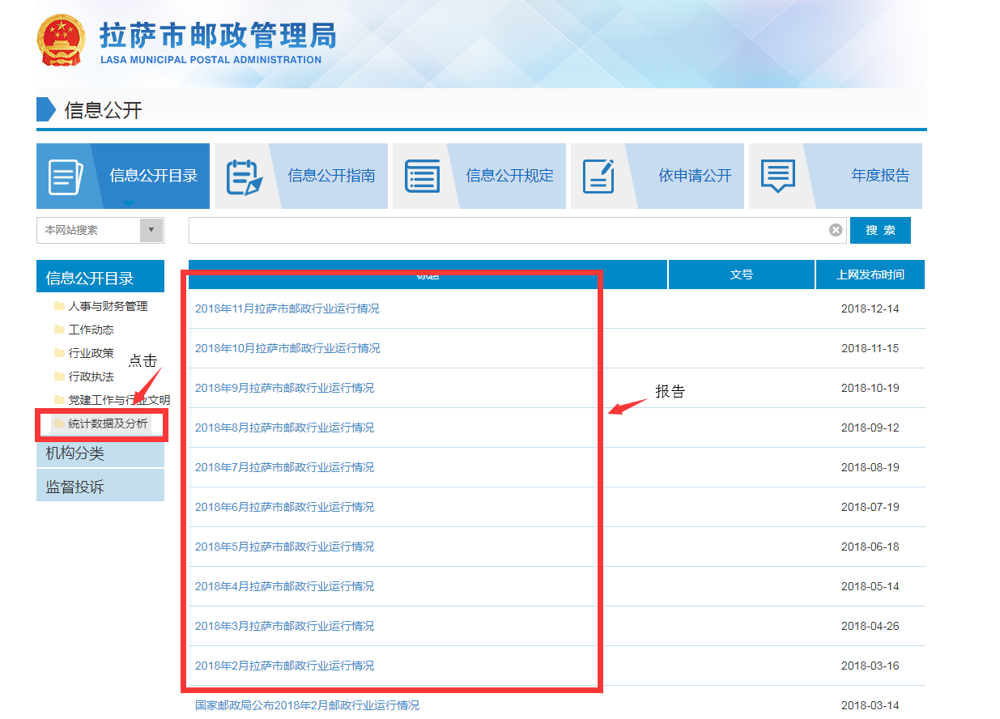 拉萨市邮政管理局
LASA MUNICIPAL POSTAL ADMINISTRATION
信息公开
信息公开目录
信息公开指南
信息公开规定
依申请公开
年度报告
本网站搜索
搜 索
信息公开目录
人事与财务管理
工作动态
行业政策
点击
行政执法
党建工作与行业文明
统计数据及分析
机构分类
监督投诉
标题 文号 上网发布时间
2018年11月拉萨市邮政行业运行情况 2018-12-14
2018年10月拉萨市邮政行业运行情况 2018-11-15
2018年9月拉萨市邮政行业运行情况 2018-10-19
报告
2018年8月拉萨市邮政行业运行情况 2018-09-12
2018年7月拉萨市邮政行业运行情况 2018-08-19
2018年6月拉萨市邮政行业运行情况 2018-07-19
2018年5月拉萨市邮政行业运行情况 2018-06-18
2018年4月拉萨市邮政行业运行情况 2018-05-14
2018年3月拉萨市邮政行业运行情况 2018-04-26
2018年2月拉萨市邮政行业运行情况 2018-03-16
国家邮政局公布2018年2月邮政行业运行情况 2018-03-14